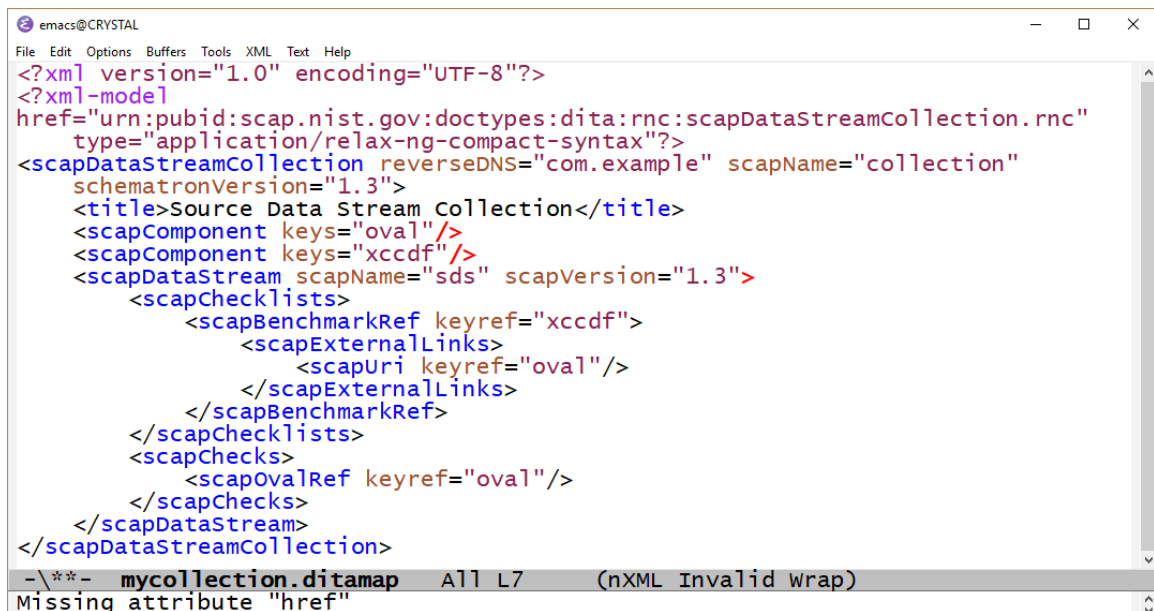 emacs@CRYSTAL
File Edit Options Buffers Tools XML Text Help
<?xml version="1.0" encoding="UTF-8"?>
<?xml-model
href="urn:pubid:scap.nist.gov:doctypes:dita:rnc:scapDataStreamCollection.rnc"
    type="application/relax-ng-compact-syntax"?>
<scapDataStreamCollection reverseDNS="com.example" scapName="collection"
    schematronVersion="1.3">
    <title>Source Data Stream Collection</title>
    <scapComponent keys="oval"/>
    <scapComponent keys="xccdf"/>
    <scapDataStream scapName="sds" scapVersion="1.3">
        <scapChecklists>
            <scapBenchmarkRef keyref="xccdf">
                <scapExternalLinks>
                    <scapUri keyref="oval"/>
                </scapExternalLinks>
            </scapBenchmarkRef>
        </scapChecklists>
        <scapChecks>
            <scapOvalRef keyref="oval"/>
        </scapChecks>
    </scapDataStream>
</scapDataStreamCollection>
-\**-  mycollection.ditamap   All L7     (nXML Invalid Wrap)
Missing attribute "href"